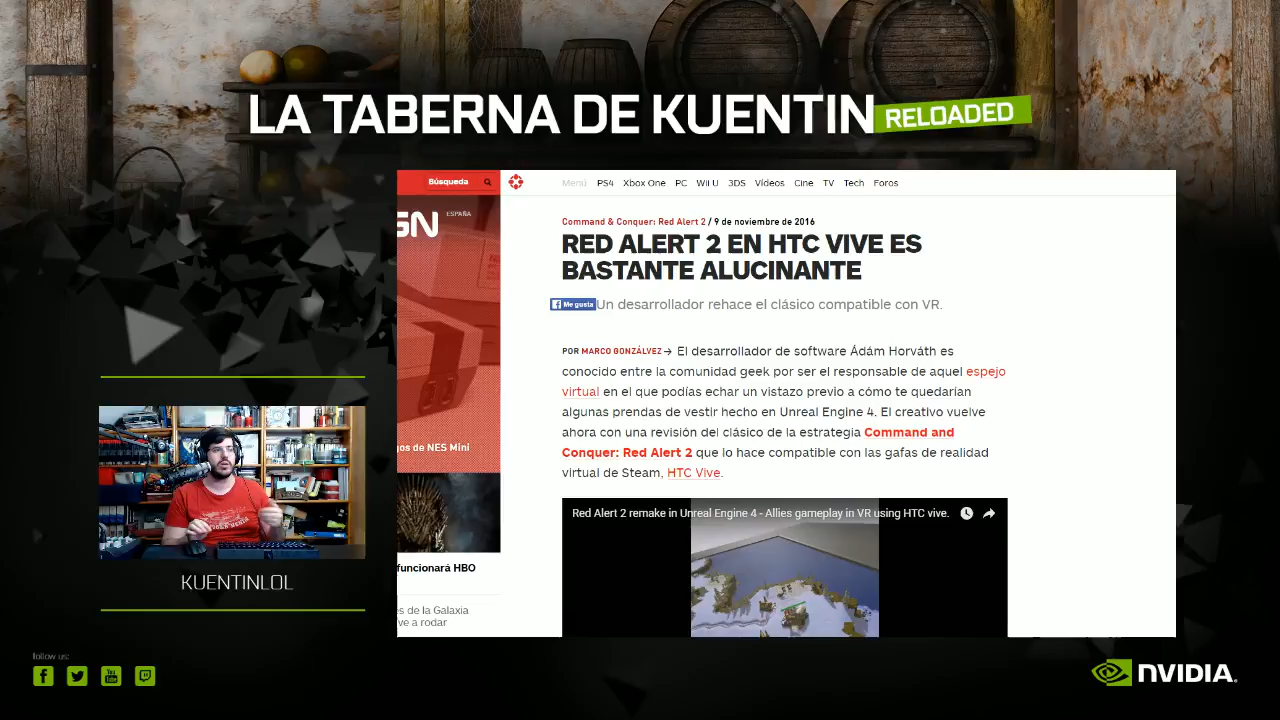 LA TABERNA DE KUENTIN RELOADED
Búsqueda
Menú PS4 Xbox One PC Wii U 3DS Vídeos Cine TV Tech Foros
GN ESPAÑA
Command & Conquer: Red Alert 2 / 9 de noviembre de 2016
RED ALERT 2 EN HTC VIVE ES
BASTANTE ALUCINANTE
Me gusta
Un desarrollador rehace el clásico compatible con VR.
POR MARCO GONZÁLVEZ → El desarrollador de software Ádám Horváth es
conocido entre la comunidad geek por ser el responsable de aquel espejo
virtual en el que podías echar un vistazo previo a cómo te quedarían
algunas prendas de vestir hecho en Unreal Engine 4. El creativo vuelve
ahora con una revisión del clásico de la estrategia Command and
Conquer: Red Alert 2 que lo hace compatible con las gafas de realidad
virtual de Steam, HTC Vive.
Red Alert 2 remake in Unreal Engine 4 - Allies gameplay in VR using HTC vive.
gos de NES Mini
funcionará HBO
es de la Galaxia
ve a rodar
KUENTINLOL
follow us:
NVIDIA.